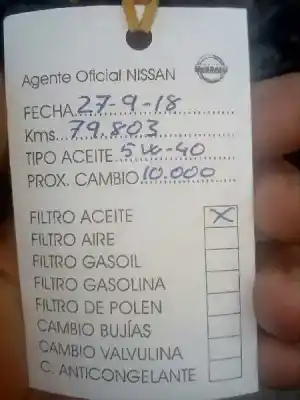 Agente Oficial NISSAN
NISSAN
FECHA 27-9-18
Kms... 79.803
TIPO ACEITE 5W-40
PROX. CAMBIO 10.000
FILTRO ACEITE X
FILTRO AIRE
FILTRO GASOIL
FILTRO GASOLINA
FILTRO DE POLEN
CAMBIO BUJÍAS
CAMBIO VALVULINA
C. ANTICONGELANTE